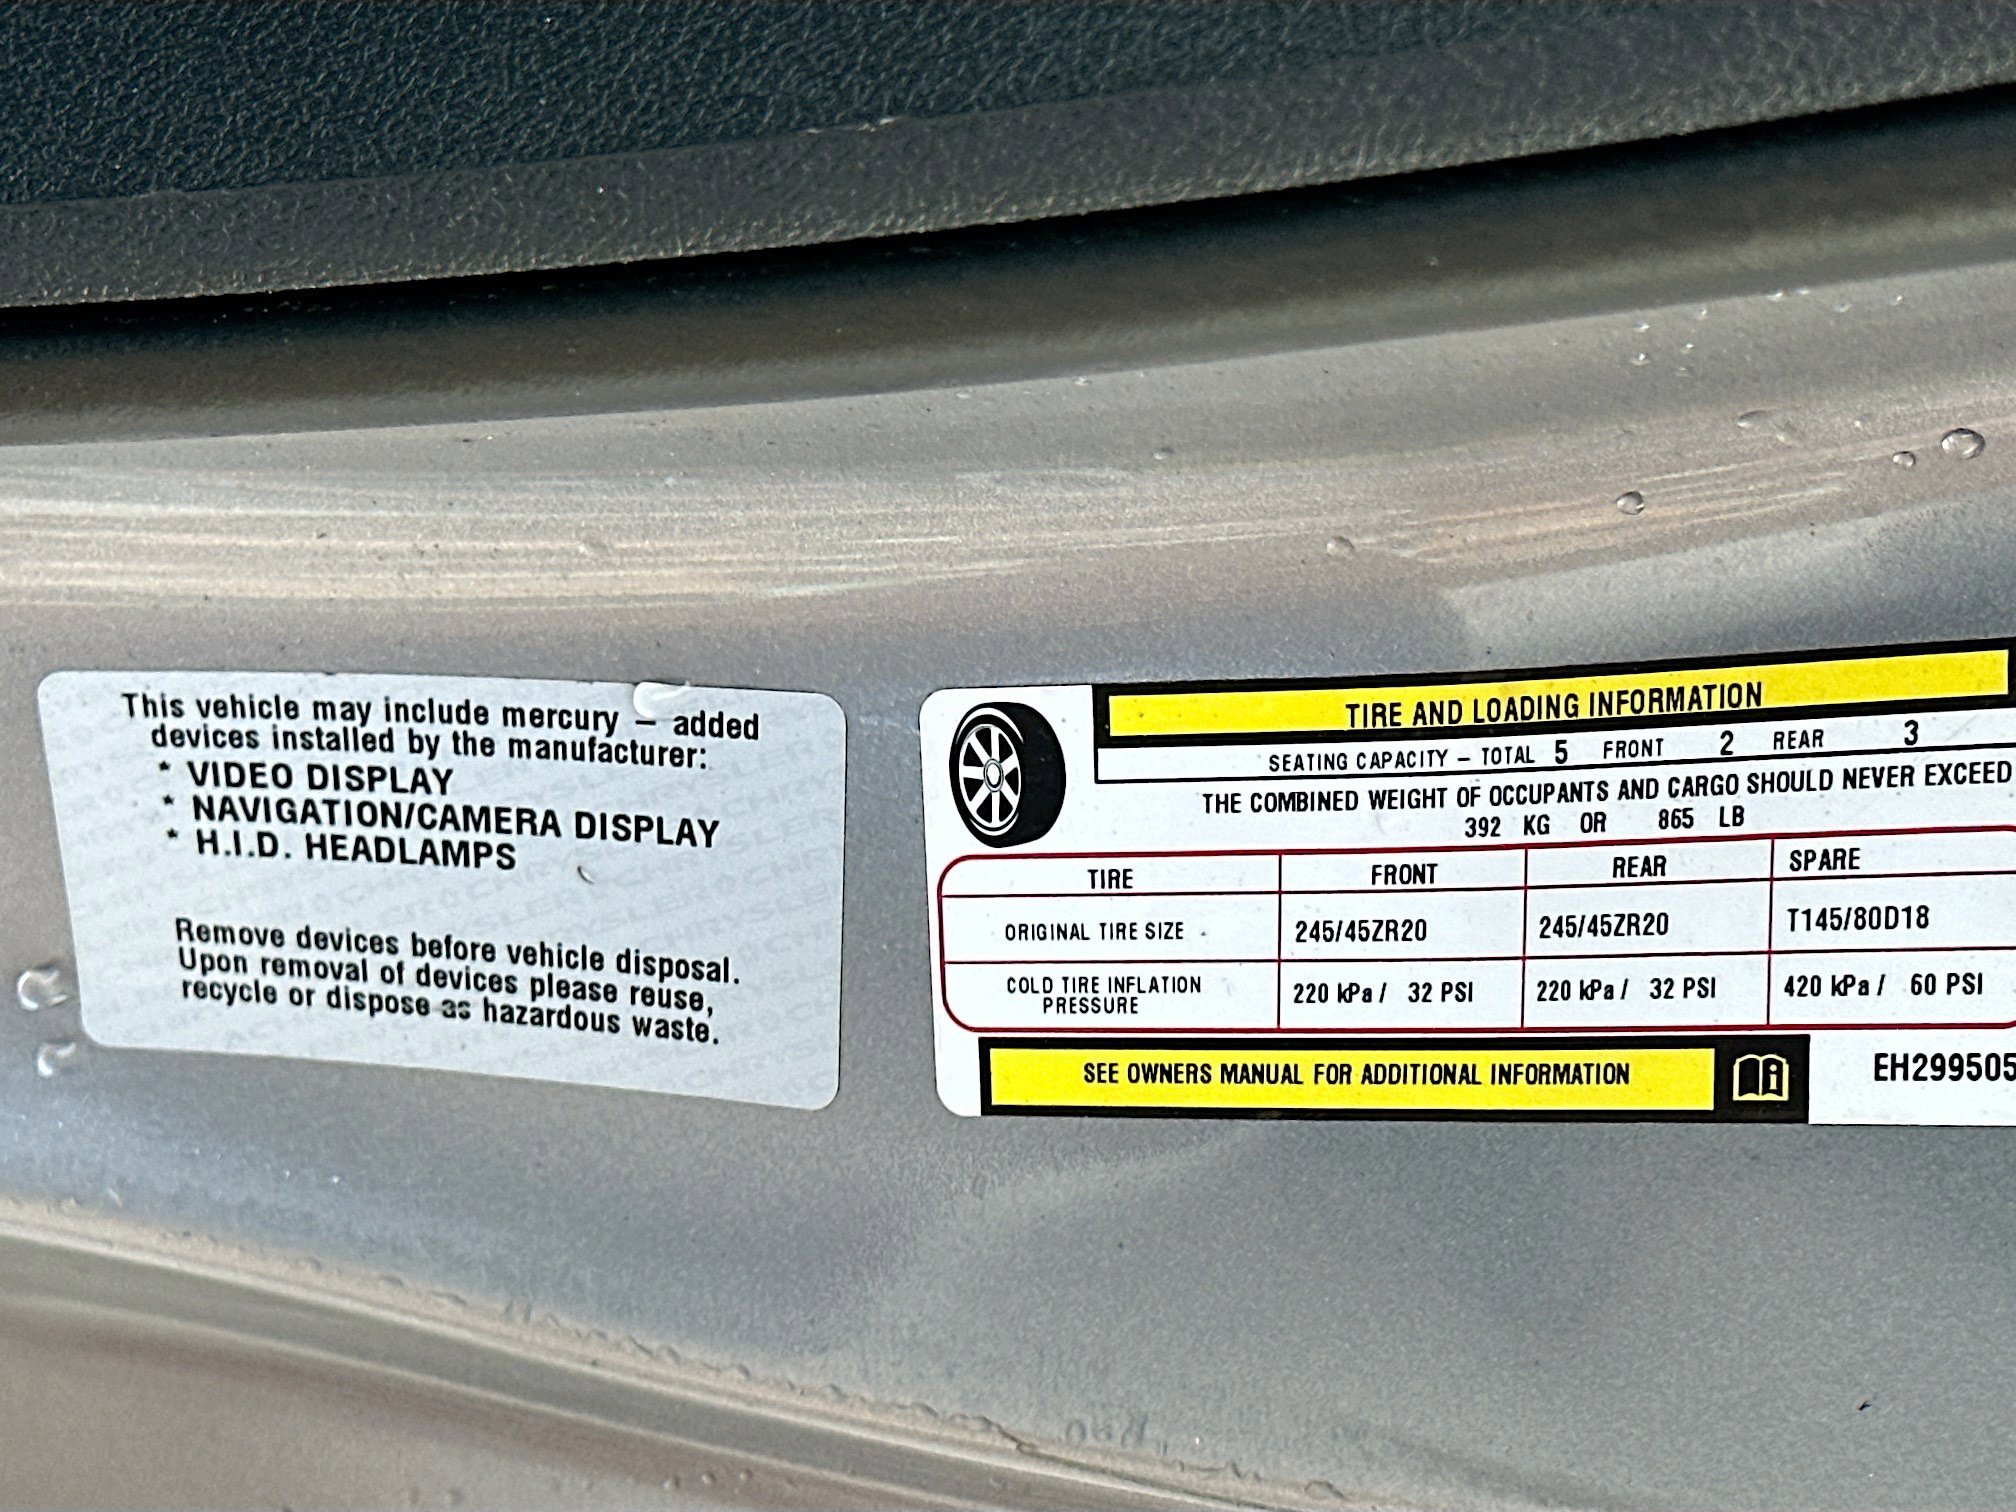 This vehicle may include mercury – added
devices installed by the manufacturer:
* VIDEO DISPLAY
* NAVIGATION/CAMERA DISPLAY
* H.I.D. HEADLAMPS
Remove devices before vehicle disposal.
Upon removal of devices please reuse,
recycle or dispose as hazardous waste.
TIRE AND LOADING INFORMATION
SEATING CAPACITY – TOTAL 5 FRONT 2 REAR 3
THE COMBINED WEIGHT OF OCCUPANTS AND CARGO SHOULD NEVER EXCEED
392 KG OR 865 LB
TIRE FRONT REAR SPARE
ORIGINAL TIRE SIZE 245/45ZR20 245/45ZR20 T145/80D18
COLD TIRE INFLATION
PRESSURE 220 kPa / 32 PSI 220 kPa / 32 PSI 420 kPa / 60 PSI
SEE OWNERS MANUAL FOR ADDITIONAL INFORMATION
EH299505